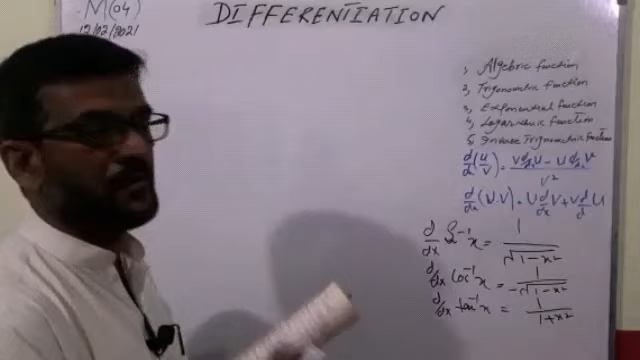 M(04)
12/02/2021
DIFFERENTIATION
1, Algebric function
2, Trigonometric function
3, Exponential function
4, Logarithmic function
5, Inverse Trigonometric function
d/dx (u/v) = (v d/dx u - u d/dx v) / v²
d/dx (u.v) = u d/dx v + v d/d u
d/dx Sin⁻¹x = 1/√(1-x²)
d/dx Cos⁻¹x = 1/-√(1-x²)
d/dx tan⁻¹x = 1/(1+x²)